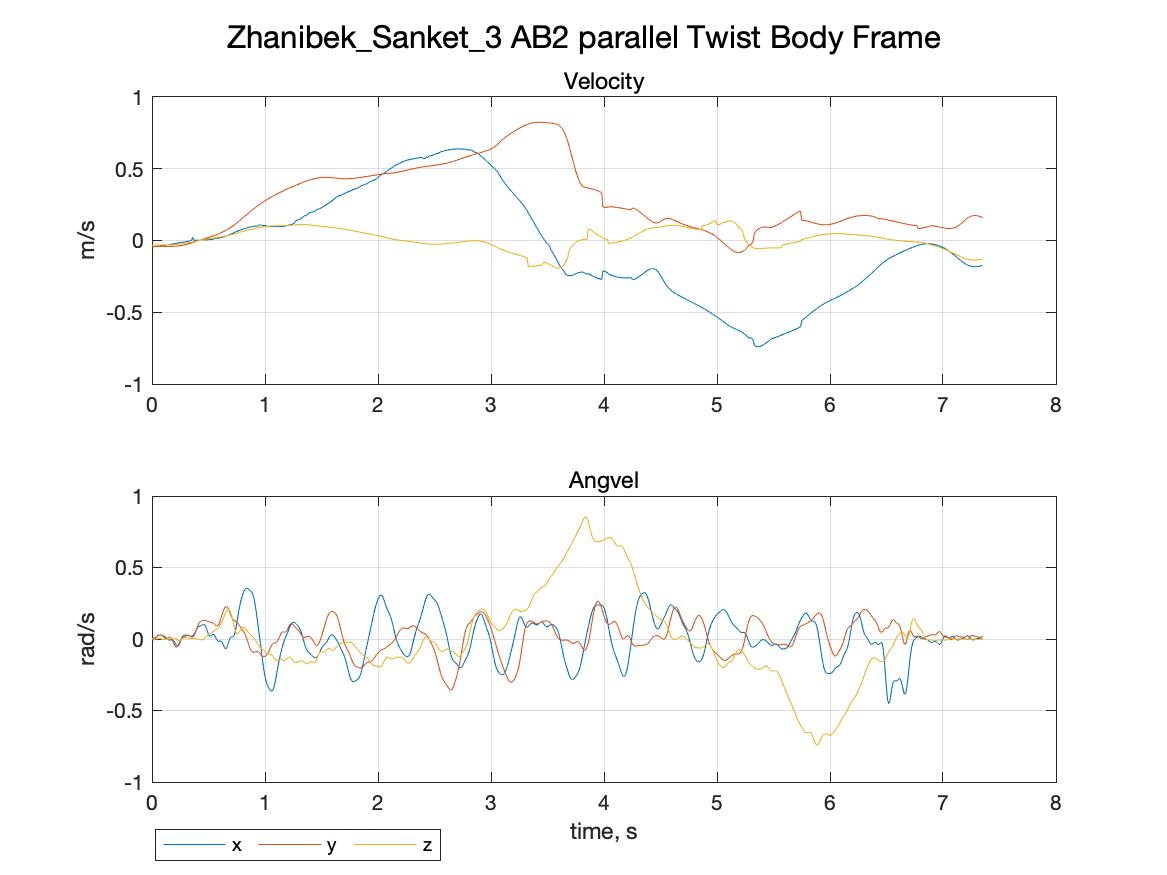 Zhanibek_Sanket_3 AB2 parallel Twist Body Frame
Velocity
1
0.5
0
-0.5
-1
m/s
0 1 2 3 4 5 6 7 8
Angvel
1
0.5
0
-0.5
-1
rad/s
0 1 2 3 4 5 6 7 8
time, s
x y z